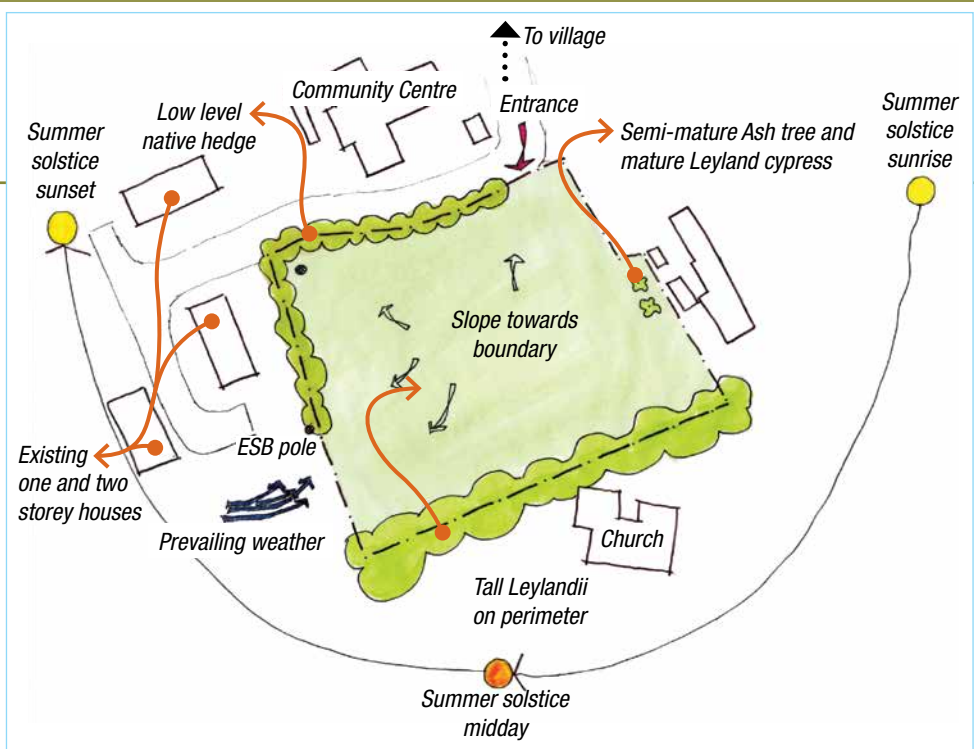 To village
Community Centre
Entrance
Low level
native hedge
Summer
solstice
sunset
Semi-mature Ash tree and
mature Leyland cypress
Summer
solstice
sunrise
Slope towards
boundary
ESB pole
Existing
one and two
storey houses
Prevailing weather
Church
Tall Leylandii
on perimeter
Summer solstice
midday